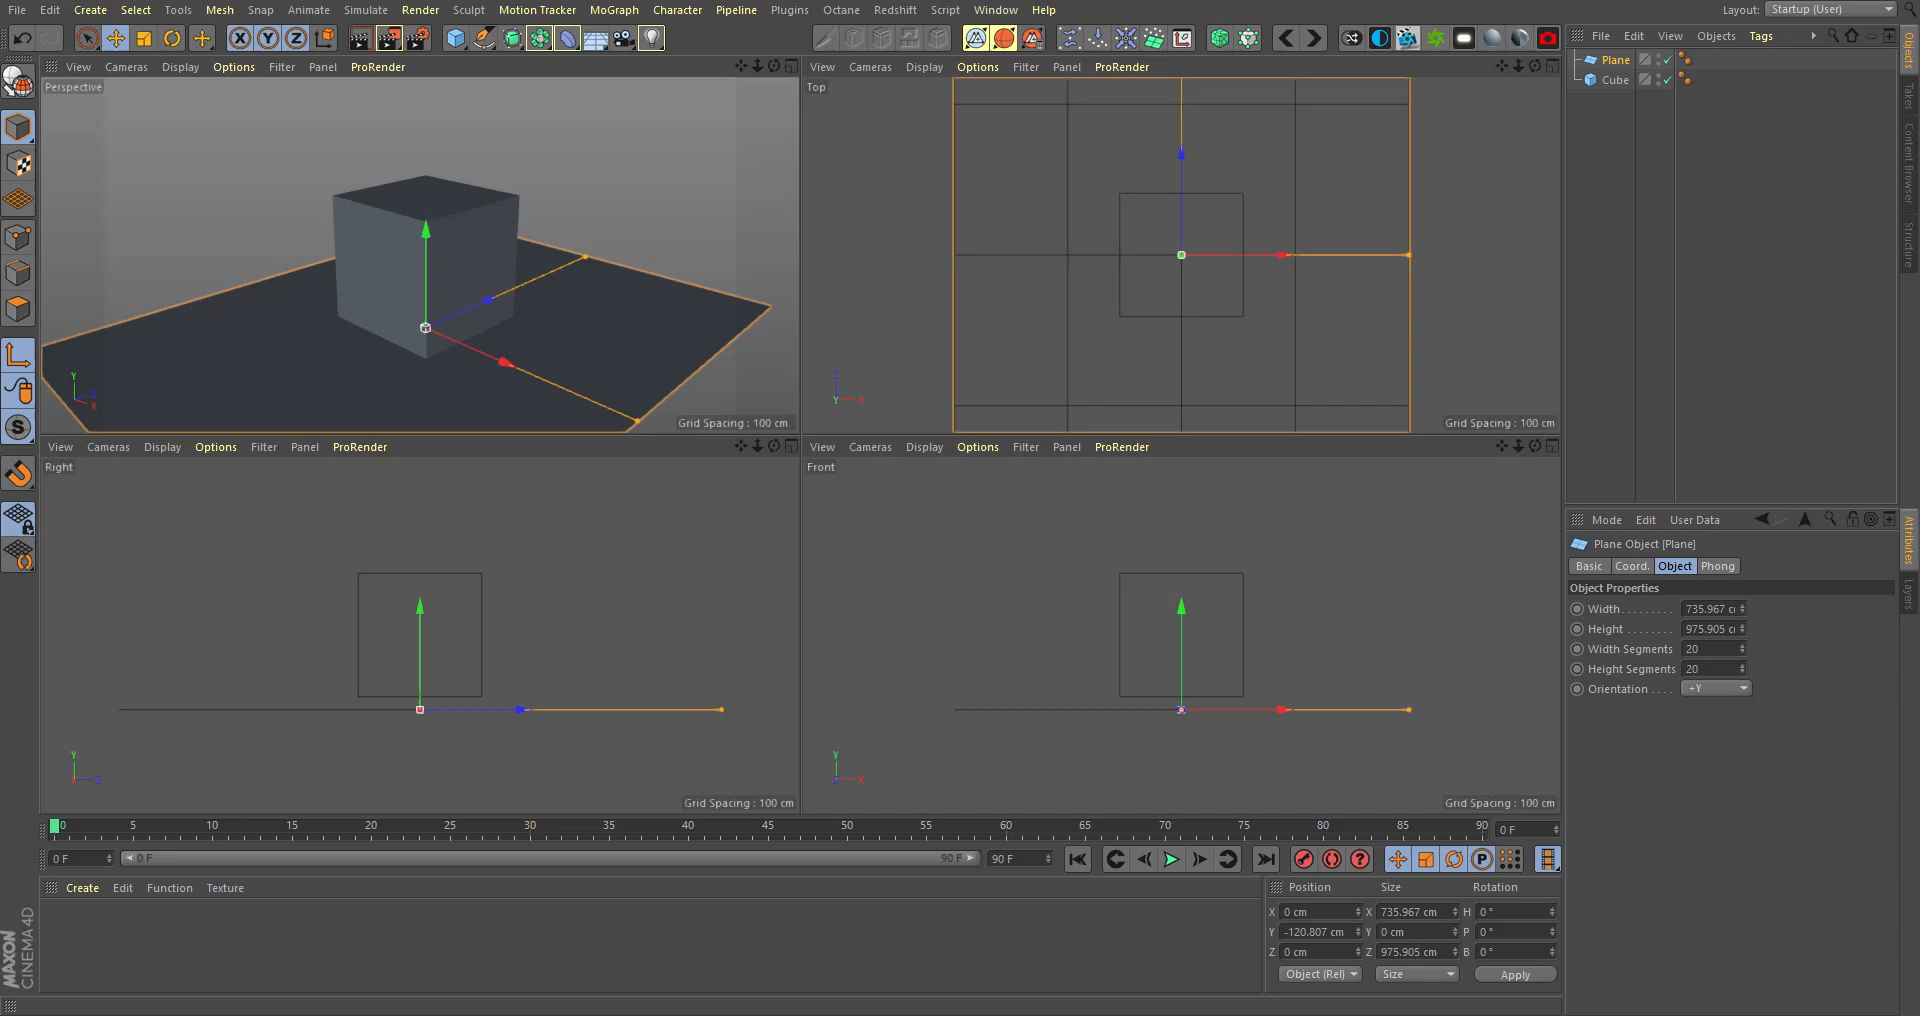 File Edit Create Select Tools Mesh Snap Animate Simulate Render Sculpt Motion Tracker MoGraph Character Pipeline Plugins Octane Redshift Script Window Help
Layout: Startup (User)
X Y Z
File Edit View Objects Tags
Plane
Cube
Objects
Takes
Content Browser
Structure
View Cameras Display Options Filter Panel ProRender
Perspective
Y
Z
X
Grid Spacing : 100 cm
View Cameras Display Options Filter Panel ProRender
Top
Z
Y X
Grid Spacing : 100 cm
View Cameras Display Options Filter Panel ProRender
Right
Y
Z
Grid Spacing : 100 cm
View Cameras Display Options Filter Panel ProRender
Front
Y
Z X
Grid Spacing : 100 cm
Mode Edit User Data
Attributes
Layers
Plane Object [Plane]
Basic Coord. Object Phong
Object Properties
Width . . . . . . . . 735.967 c
Height . . . . . . . 975.905 c
Width Segments 20
Height Segments 20
Orientation . . . . +Y
0 5 10 15 20 25 30 35 40 45 50 55 60 65 70 75 80 85 90 0 F
0 F 0 F 90 F 90 F
P
Create Edit Function Texture
Position Size Rotation
X 0 cm X 735.967 cm H 0 °
Y -120.807 cm Y 0 cm P 0 °
Z 0 cm Z 975.905 cm B 0 °
Object (Rel) Size Apply
MAXON
CINEMA 4D